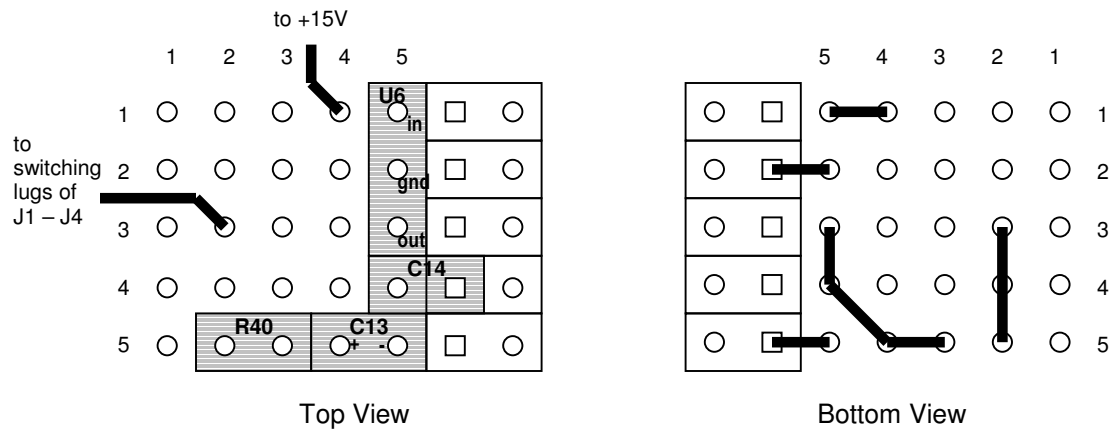 to +15V
1 2 3 4 5
5 4 3 2 1
U6
1
in
1
to
switching
lugs of
J1 – J4
2
gnd
2
3
out
3
C14
4
4
R40 C13
5
+ -
5
Top View
Bottom View